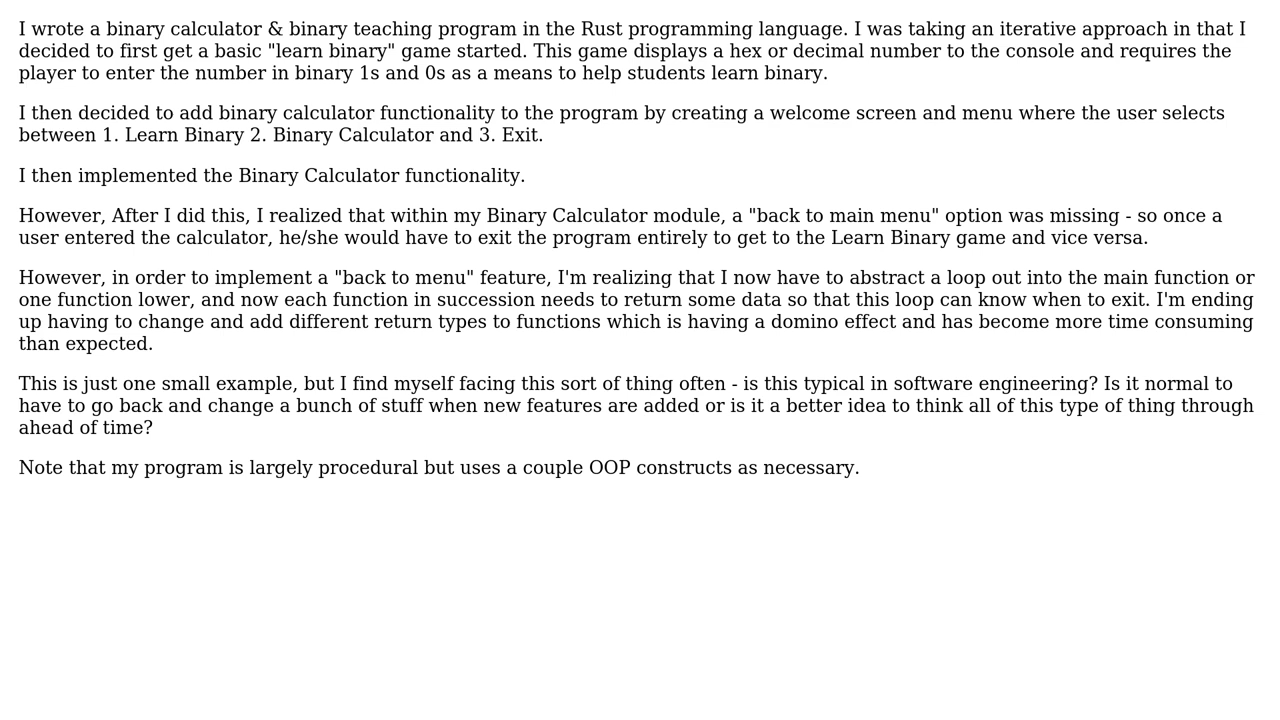 I wrote a binary calculator & binary teaching program in the Rust programming language. I was taking an iterative approach in that I
decided to first get a basic "learn binary" game started. This game displays a hex or decimal number to the console and requires the
player to enter the number in binary 1s and 0s as a means to help students learn binary.
I then decided to add binary calculator functionality to the program by creating a welcome screen and menu where the user selects
between 1. Learn Binary 2. Binary Calculator and 3. Exit.
I then implemented the Binary Calculator functionality.
However, After I did this, I realized that within my Binary Calculator module, a "back to main menu" option was missing - so once a
user entered the calculator, he/she would have to exit the program entirely to get to the Learn Binary game and vice versa.
However, in order to implement a "back to menu" feature, I'm realizing that I now have to abstract a loop out into the main function or
one function lower, and now each function in succession needs to return some data so that this loop can know when to exit. I'm ending
up having to change and add different return types to functions which is having a domino effect and has become more time consuming
than expected.
This is just one small example, but I find myself facing this sort of thing often - is this typical in software engineering? Is it normal to
have to go back and change a bunch of stuff when new features are added or is it a better idea to think all of this type of thing through
ahead of time?
Note that my program is largely procedural but uses a couple OOP constructs as necessary.